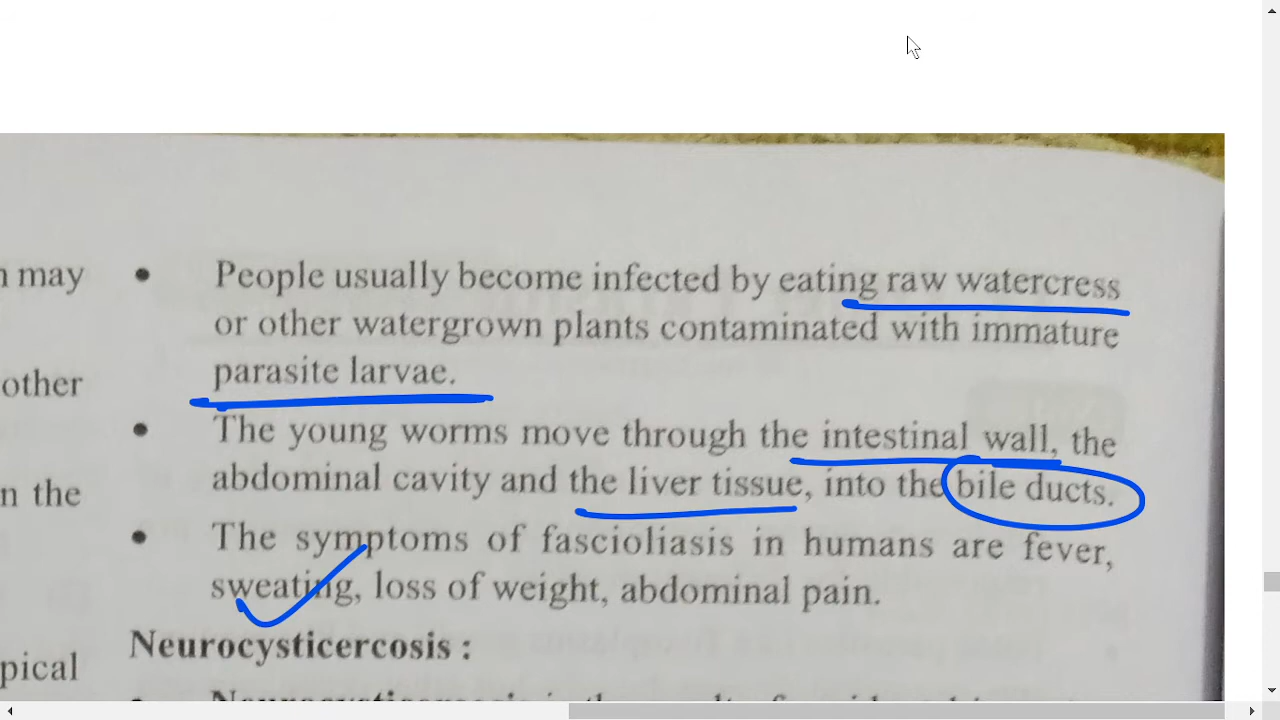 may
other
n the
pical
• People usually become infected by eating raw watercress
or other watergrown plants contaminated with immature
parasite larvae.
• The young worms move through the intestinal wall, the
abdominal cavity and the liver tissue, into the bile ducts.
• The symptoms of fascioliasis in humans are fever,
sweating, loss of weight, abdominal pain.
Neurocysticercosis :